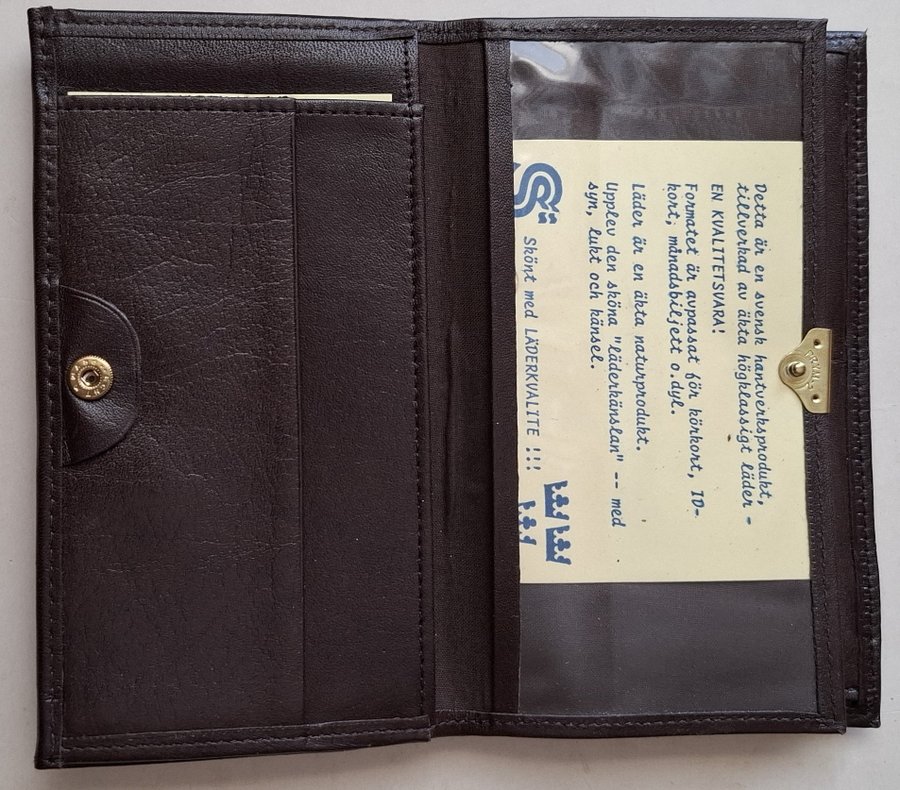 Detta är en svensk hantverksprodukt,
tillverkad av äkta högklassigt läder -
EN KVALITETSVARA!
Formatet är avpassat för körkort, ID-
kort, månadsbiljett o.dyl.
Läder är en äkta naturprodukt.
Upplev den sköna "läderkänslan" -- med
syn, lukt och känsel.
S's Skönt med LÄDERKVALITE !!!
PRYM